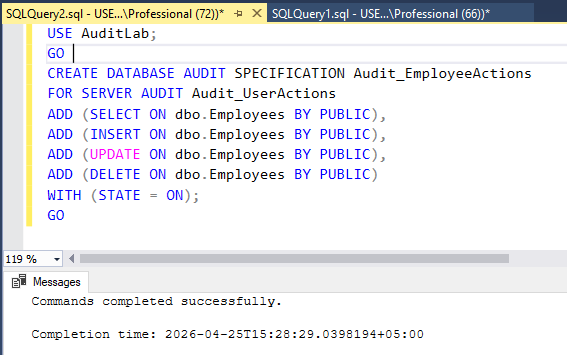 SQLQuery2.sql - USE...\Professional (72))* SQLQuery1.sql - USE...\Professional (66))*
USE AuditLab;
GO
CREATE DATABASE AUDIT SPECIFICATION Audit_EmployeeActions
FOR SERVER AUDIT Audit_UserActions
ADD (SELECT ON dbo.Employees BY PUBLIC),
ADD (INSERT ON dbo.Employees BY PUBLIC),
ADD (UPDATE ON dbo.Employees BY PUBLIC),
ADD (DELETE ON dbo.Employees BY PUBLIC)
WITH (STATE = ON);
GO
119 %
Messages
Commands completed successfully.
Completion time: 2026-04-25T15:28:29.0398194+05:00